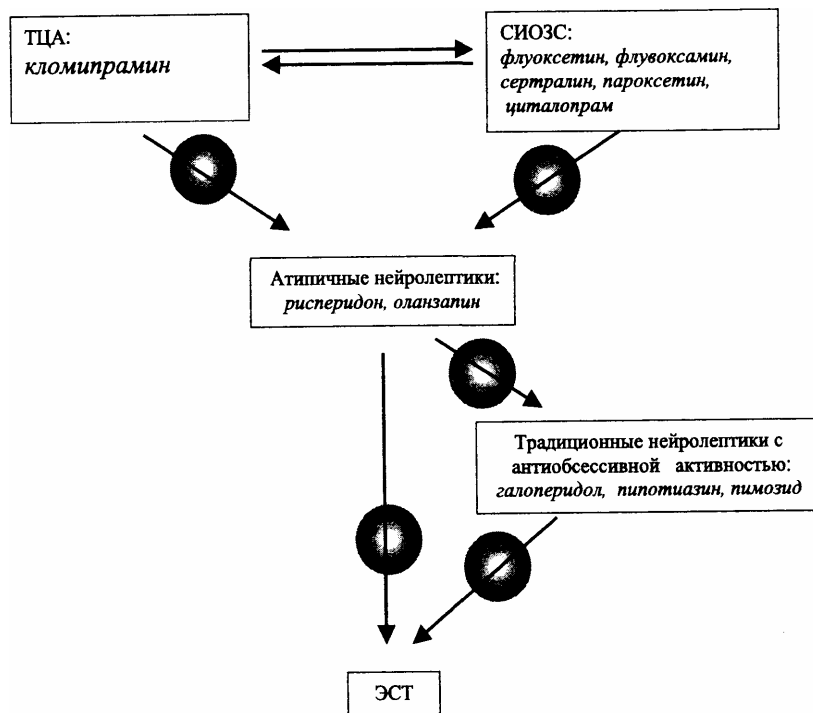 ТЦА:
кломипрамин
СИОЗС:
флуоксетин, флувоксамин,
сертралин, пароксетин,
циталопрам
Атипичные нейролептики:
рисперидон, оланзапин
Традиционные нейролептики с
антиобсессивной активностью:
галоперидол, пипотиазин, пимозид
ЭСТ